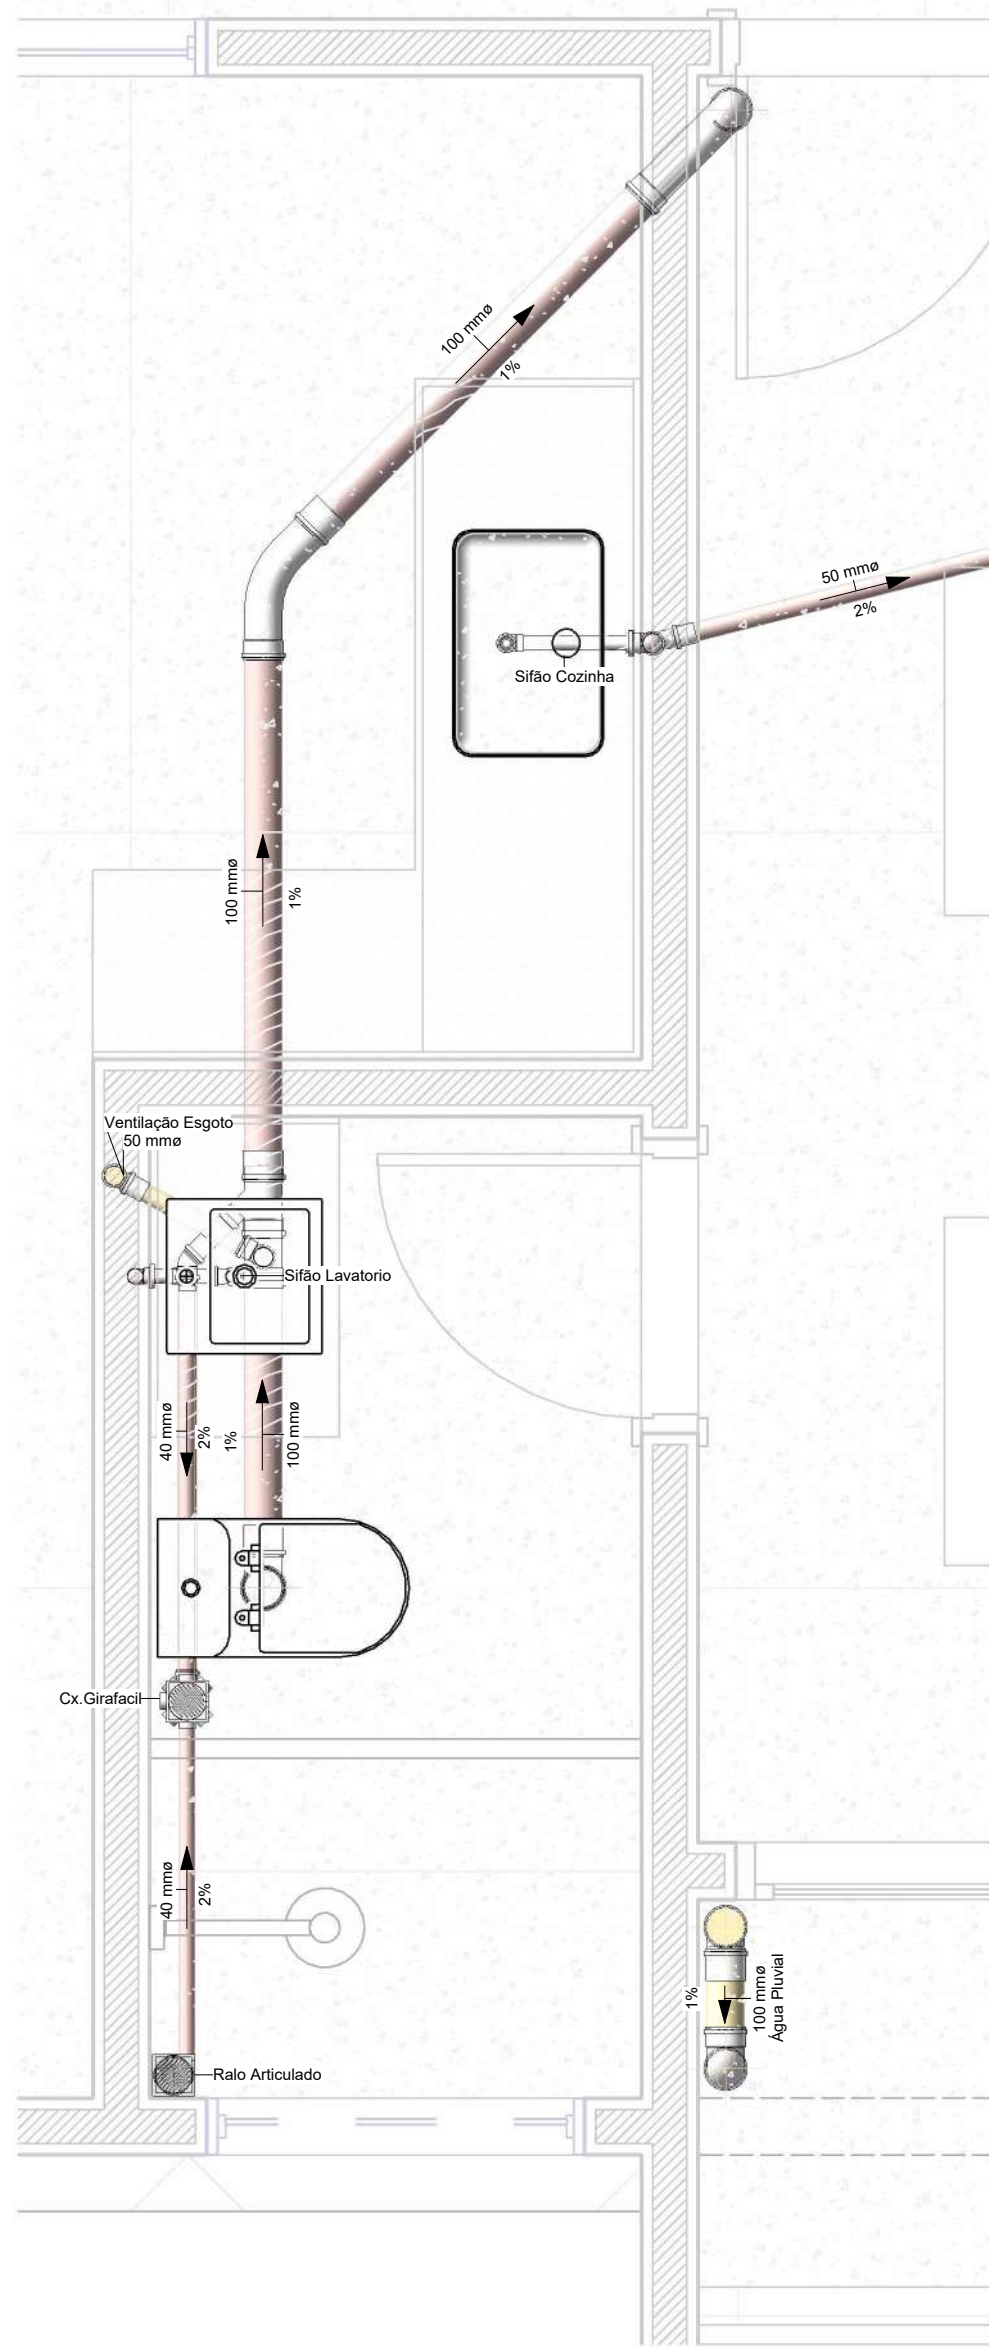 100 mmø
1%
50 mmø
2%
Sifão Cozinha
100 mmø
1%
Ventilação Esgoto
50 mmø
Sifão Lavatorio
40 mmø
2%
1%
100 mmø
Cx.Girafacil
40 mmø
2%
1%
100 mmø
Água Pluvial
Ralo Articulado